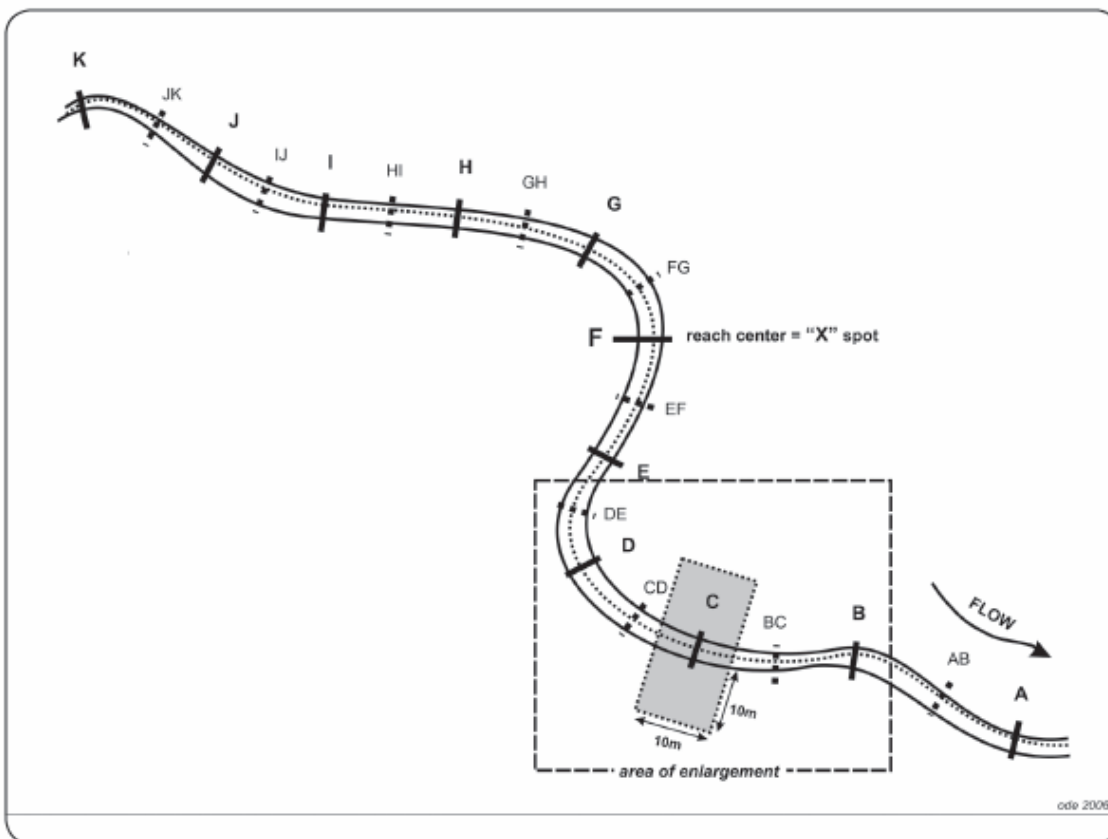 K
JK
J
IJ
I
HI
H
GH
G
FG
F
reach center = “X” spot
EF
E
DE
D
CD
C
BC
B
FLOW
AB
A
10m
10m
area of enlargement
ode 2006